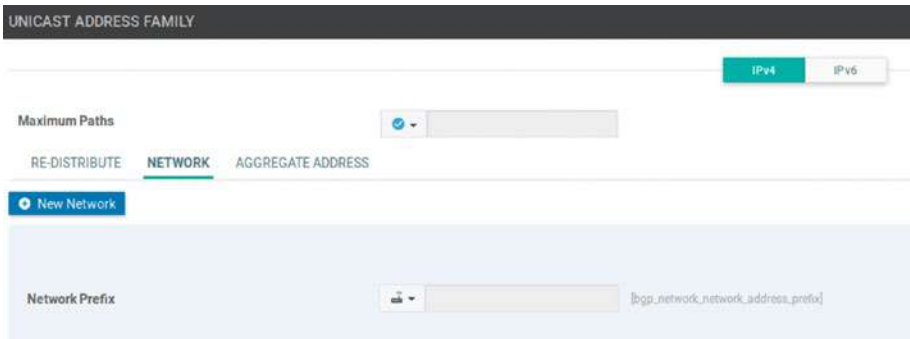 UNICAST ADDRESS FAMILY
IPv4 IPv6
Maximum Paths
RE-DISTRIBUTE NETWORK AGGREGATE ADDRESS
New Network
Network Prefix [bgp_network_network_address_prefix]